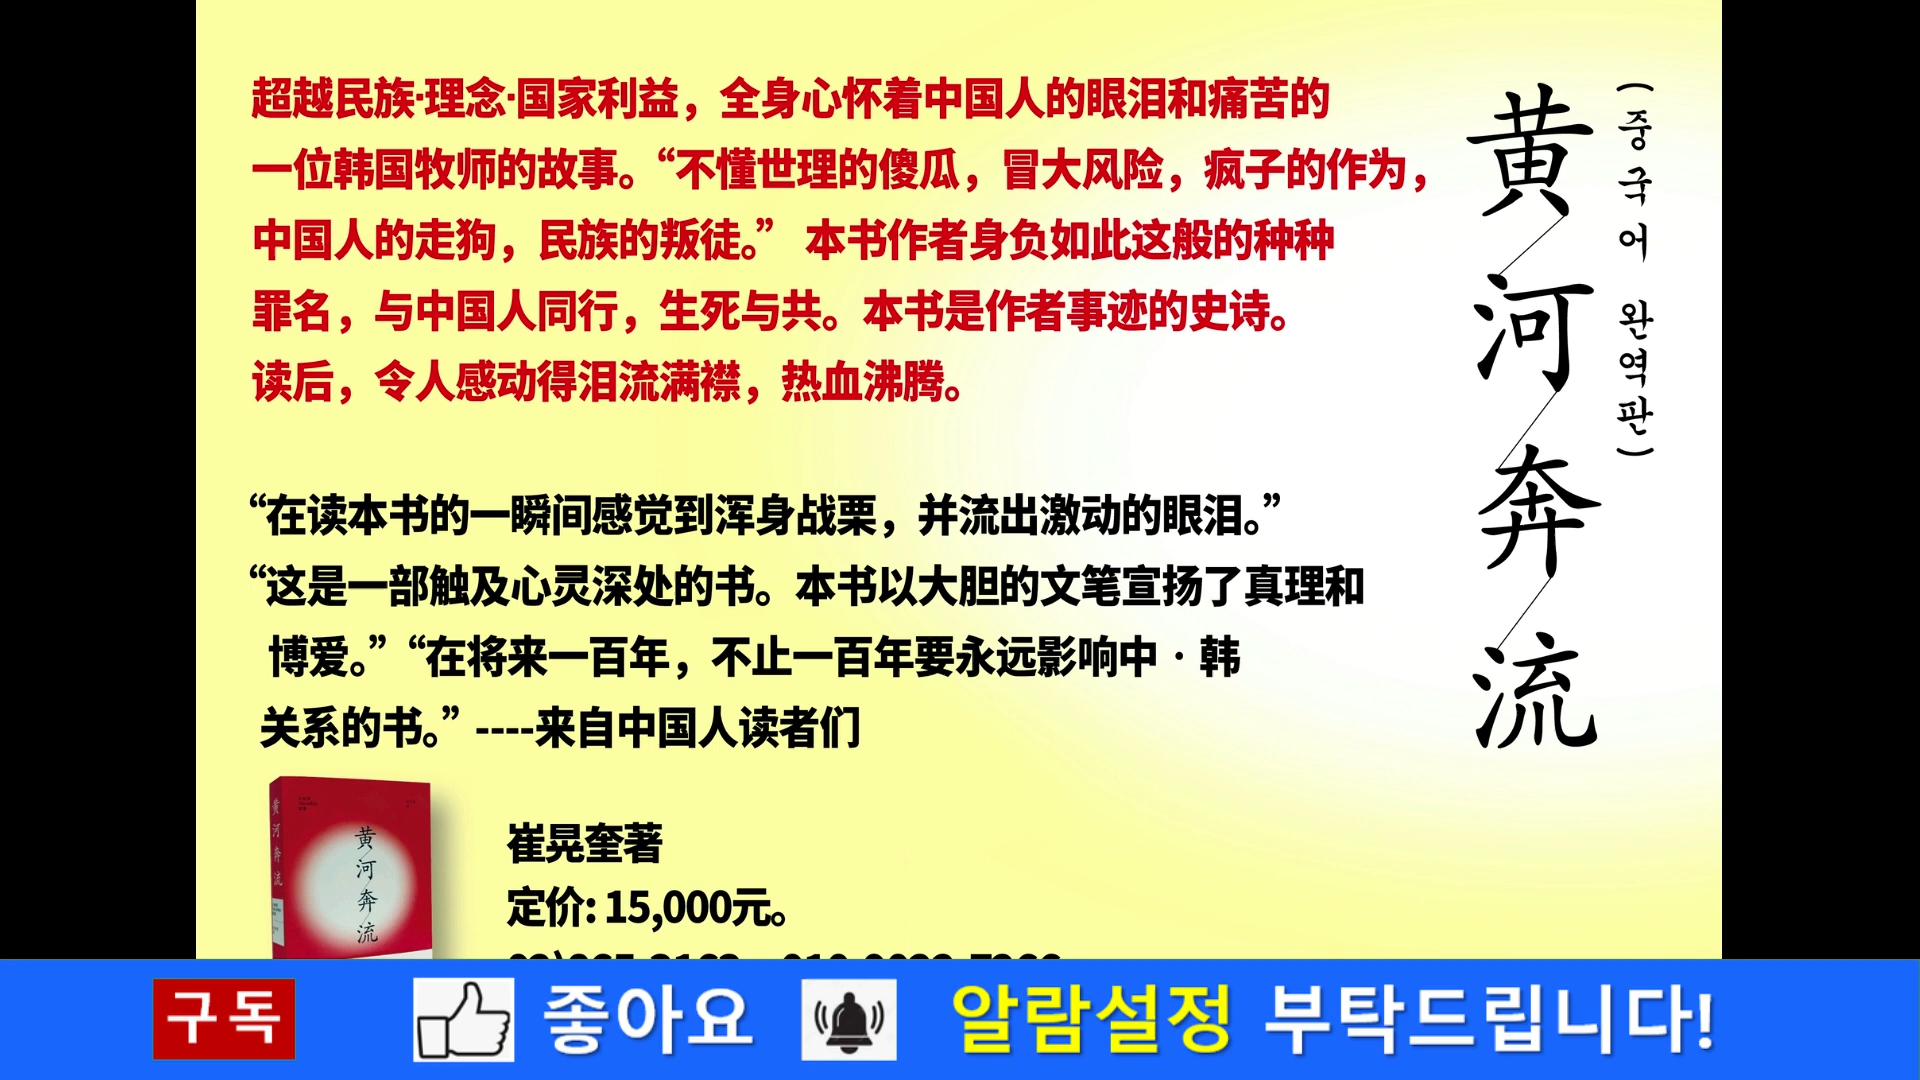 超越民族·理念·国家利益，全身心怀着中国人的眼泪和痛苦的
一位韩国牧师的故事。“不懂世理的傻瓜，冒大风险，疯子的作为，
中国人的走狗，民族的叛徒。” 本书作者身负如此这般的种种
罪名，与中国人同行，生死与共。本书是作者事迹的史诗。
读后，令人感动得泪流满襟，热血沸腾。
“在读本书的一瞬间感觉到浑身战栗，并流出激动的眼泪。”
“这是一部触及心灵深处的书。本书以大胆的文笔宣扬了真理和
博爱。” “在将来一百年，不止一百年要永远影响中 · 韩
关系的书。” ----来自中国人读者们
黄河奔流
(중국어 완역판)
黄河奔流
黄河奔流
崔晃奎著
定价: 15,000元。
구독
좋아요
알람설정 부탁드립니다!